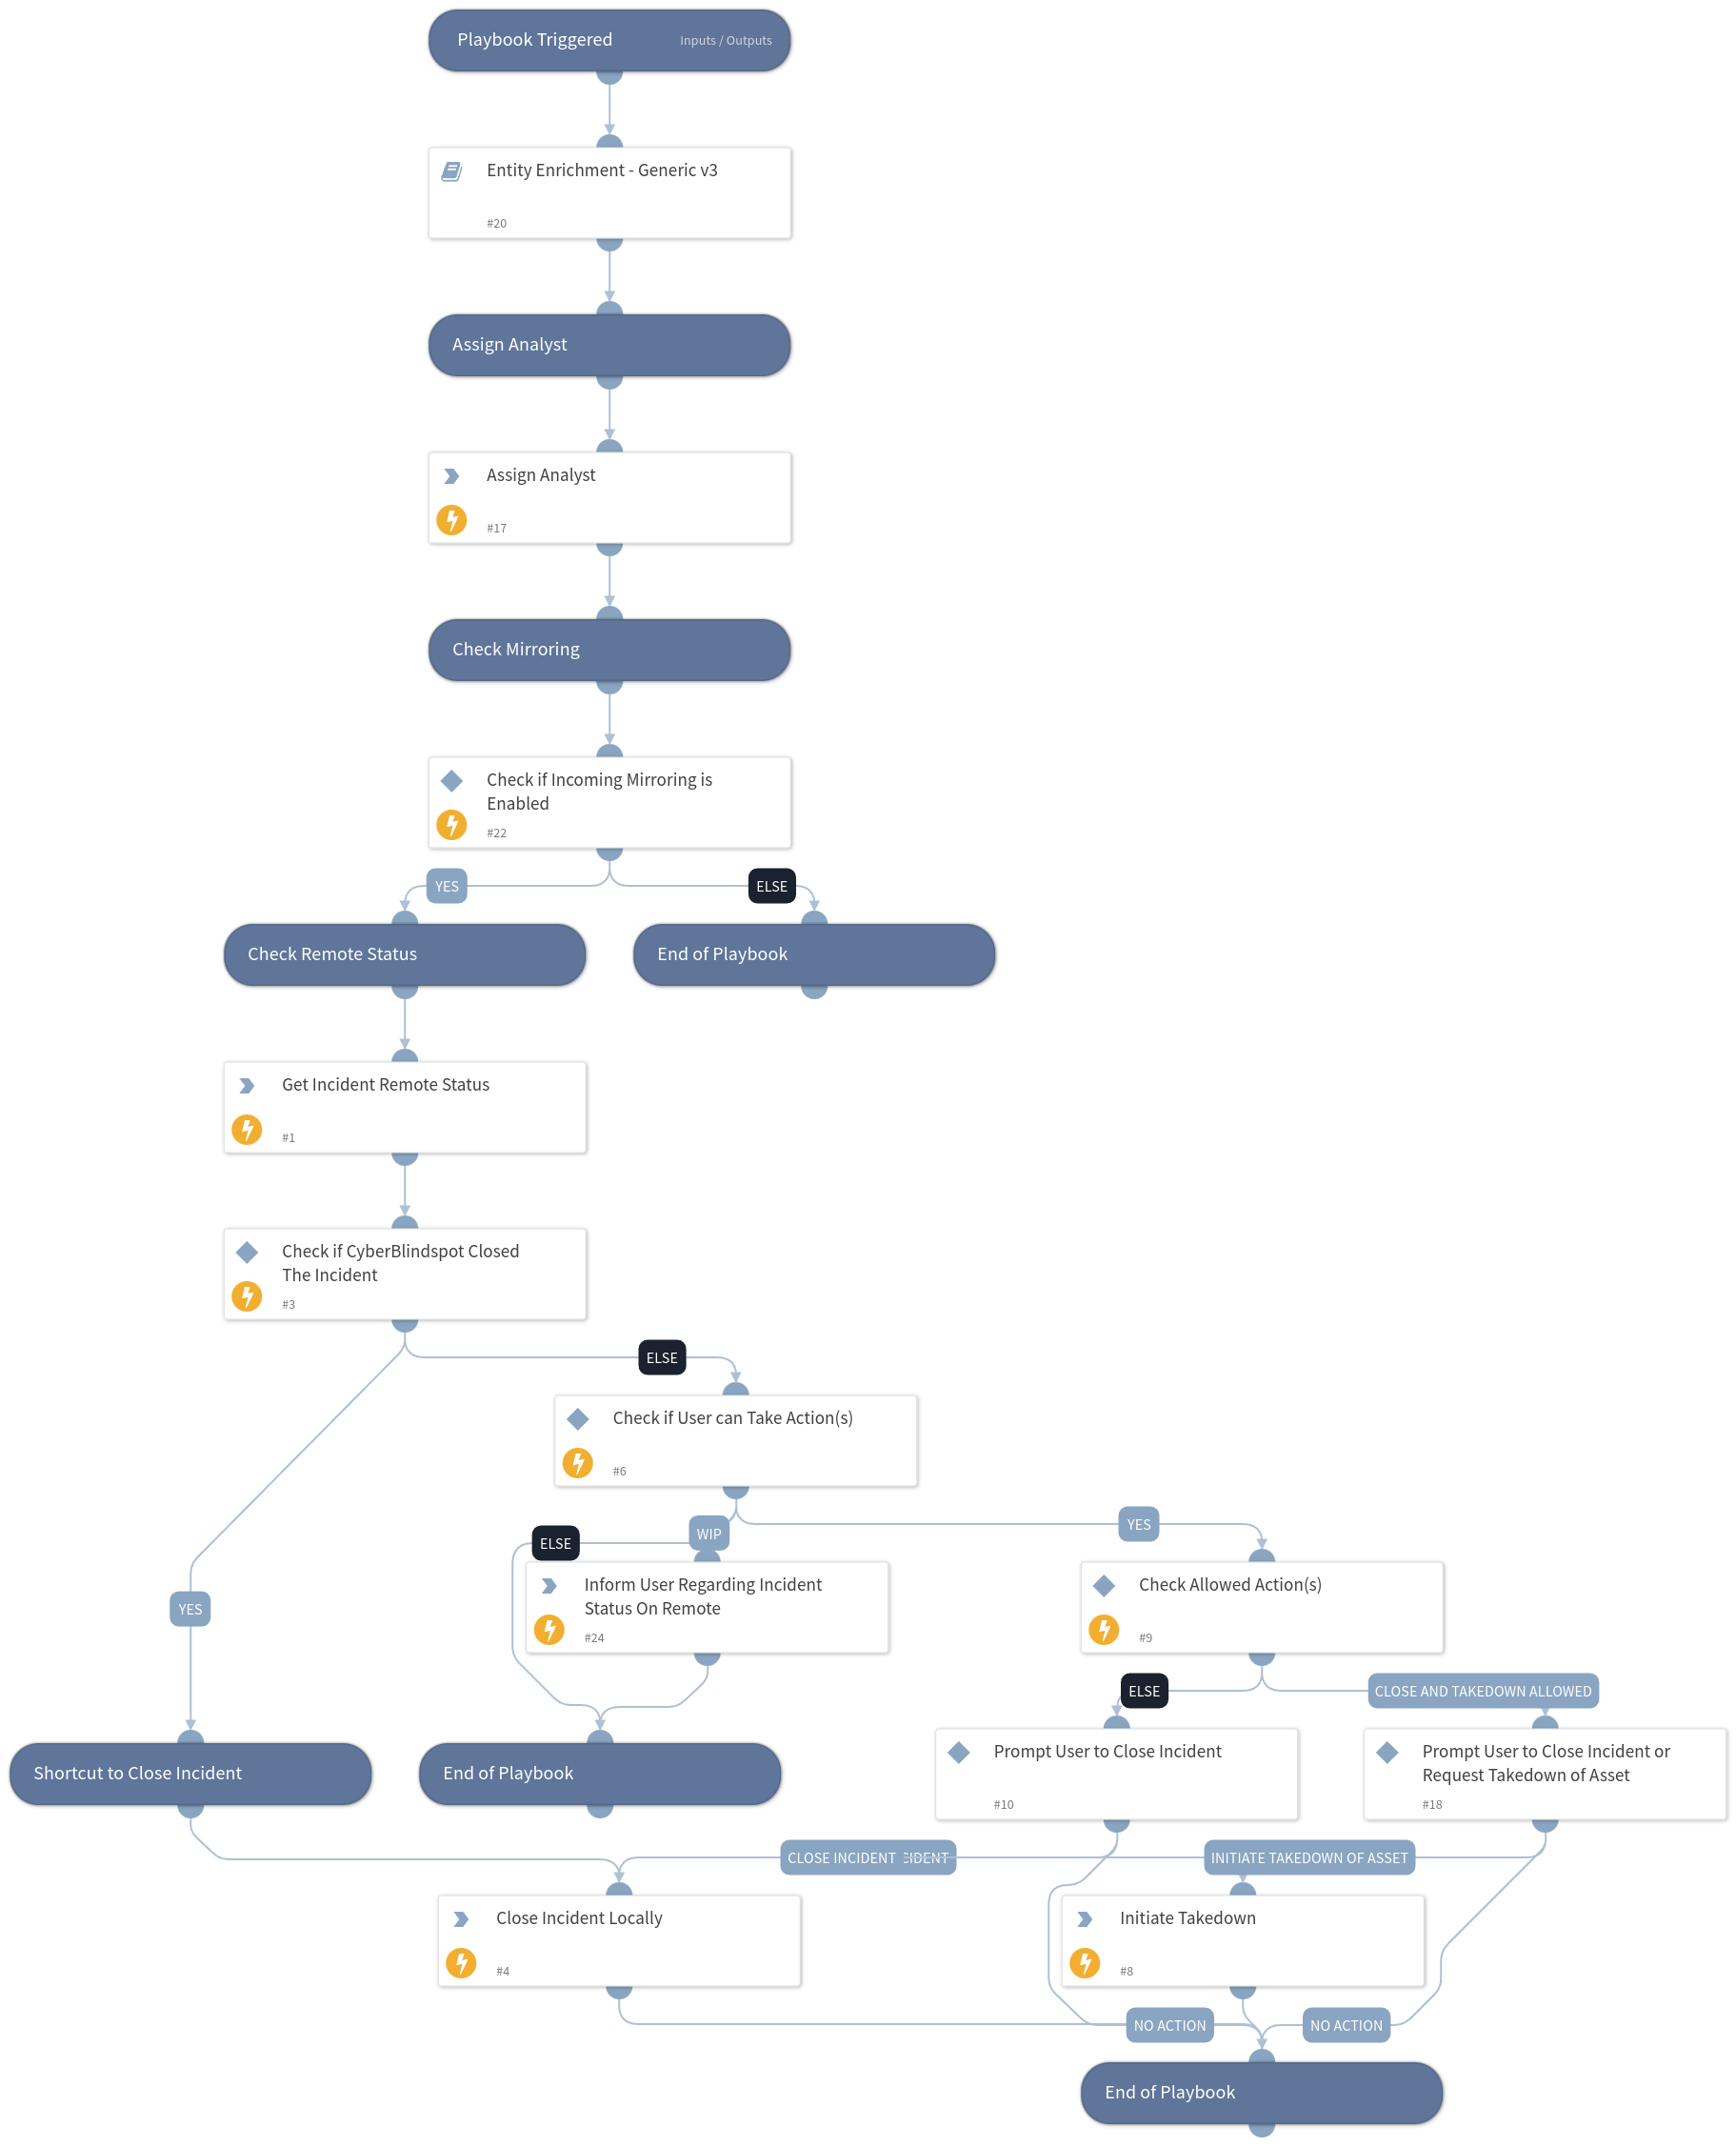 Playbook Triggered
Inputs / Outputs
Entity Enrichment - Generic v3
#20
Assign Analyst
Assign Analyst
#17
Check Mirroring
Check if Incoming Mirroring is
Enabled
#22
YES
ELSE
Check Remote Status
End of Playbook
Get Incident Remote Status
#1
Check if CyberBlindspot Closed
The Incident
#3
ELSE
Check if User can Take Action(s)
#6
WIP
YES
ELSE
Inform User Regarding Incident
Status On Remote
#24
Check Allowed Action(s)
#9
YES
ELSE
CLOSE AND TAKEDOWN ALLOWED
Shortcut to Close Incident
End of Playbook
Prompt User to Close Incident
#10
Prompt User to Close Incident or
Request Takedown of Asset
#18
CLOSE INCIDENT
INITIATE TAKEDOWN OF ASSET
Close Incident Locally
#4
Initiate Takedown
#8
NO ACTION
NO ACTION
End of Playbook